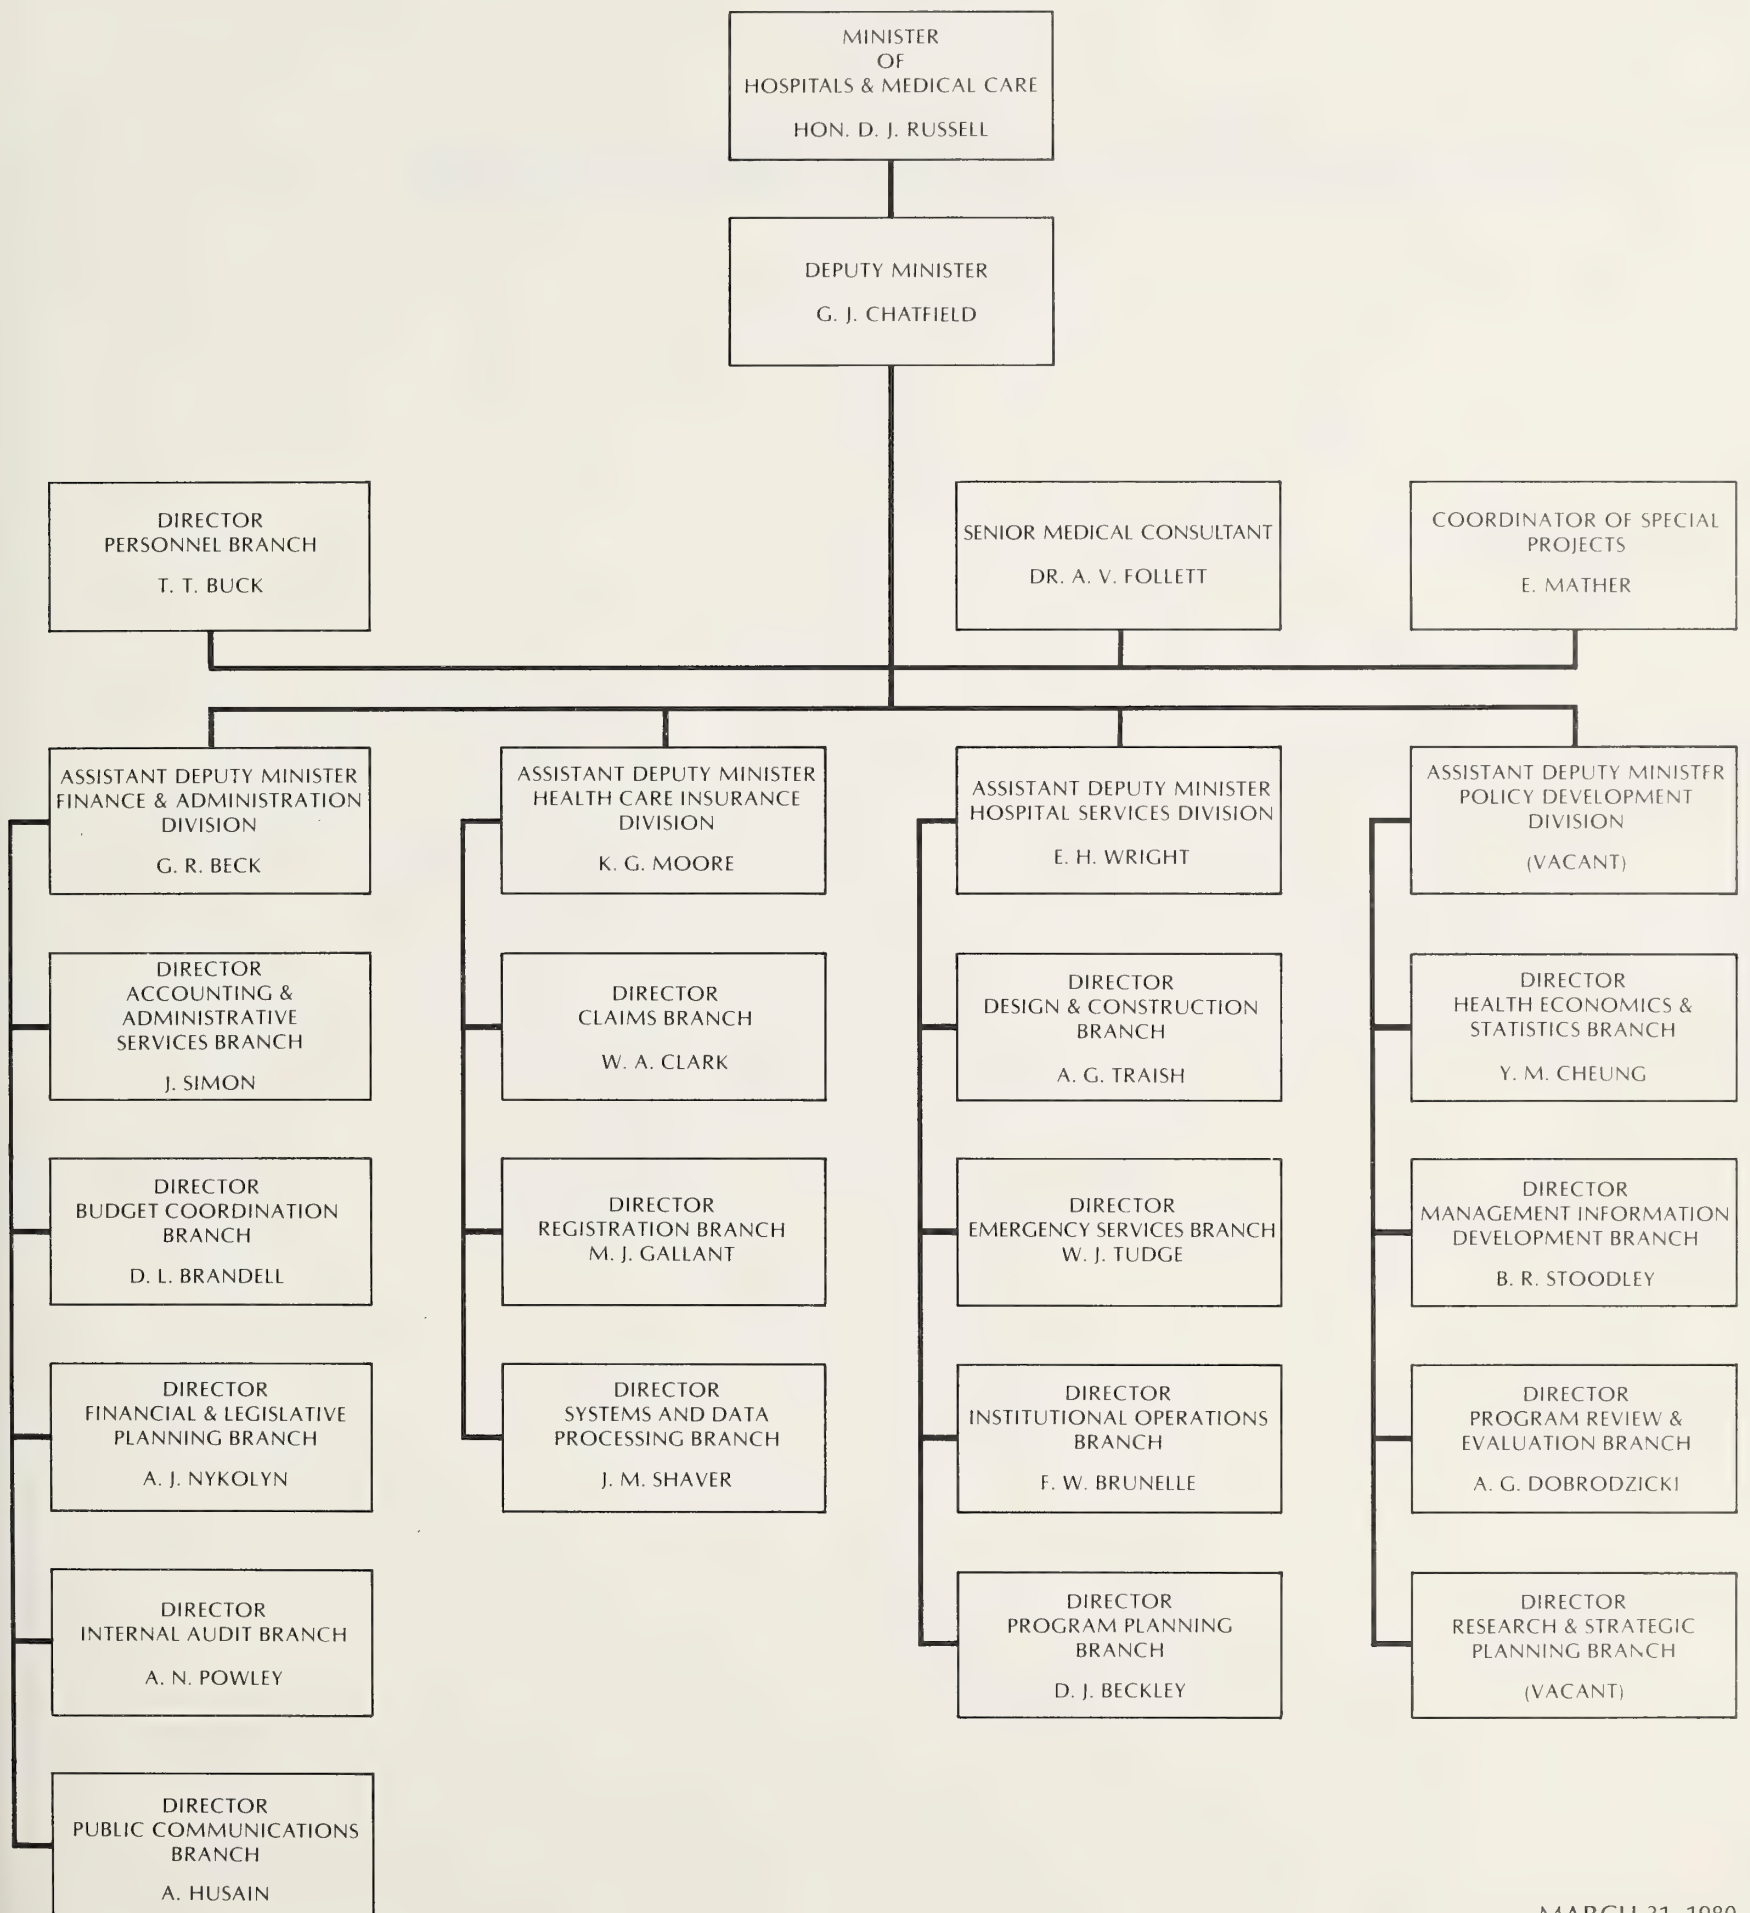 MINISTER
OF
HOSPITALS & MEDICAL CARE
HON. D. J. RUSSELL
DEPUTY MINISTER
G. J. CHATFIELD
DIRECTOR
PERSONNEL BRANCH
T. T. BUCK
SENIOR MEDICAL CONSULTANT
DR. A. V. FOLLETT
COORDINATOR OF SPECIAL
PROJECTS
E. MATHER
ASSISTANT DEPUTY MINISTER
FINANCE & ADMINISTRATION
DIVISION
G. R. BECK
ASSISTANT DEPUTY MINISTER
HEALTH CARE INSURANCE
DIVISION
K. G. MOORE
ASSISTANT DEPUTY MINISTER
HOSPITAL SERVICES DIVISION
E. H. WRIGHT
ASSISTANT DEPUTY MINISTER
POLICY DEVELOPMENT
DIVISION
(VACANT)
DIRECTOR
ACCOUNTING &
ADMINISTRATIVE
SERVICES BRANCH
J. SIMON
DIRECTOR
CLAIMS BRANCH
W. A. CLARK
DIRECTOR
DESIGN & CONSTRUCTION
BRANCH
A. G. TRAISH
DIRECTOR
HEALTH ECONOMICS &
STATISTICS BRANCH
Y. M. CHEUNG
DIRECTOR
BUDGET COORDINATION
BRANCH
D. L. BRANDELL
DIRECTOR
REGISTRATION BRANCH
M. J. GALLANT
DIRECTOR
EMERGENCY SERVICES BRANCH
W. J. TUDGE
DIRECTOR
MANAGEMENT INFORMATION
DEVELOPMENT BRANCH
B. R. STOODLEY
DIRECTOR
FINANCIAL & LEGISLATIVE
PLANNING BRANCH
A. J. NYKOLYN
DIRECTOR
SYSTEMS AND DATA
PROCESSING BRANCH
J. M. SHAVER
DIRECTOR
INSTITUTIONAL OPERATIONS
BRANCH
F. W. BRUNELLE
DIRECTOR
PROGRAM REVIEW &
EVALUATION BRANCH
A. G. DOBRODZICKI
DIRECTOR
INTERNAL AUDIT BRANCH
A. N. POWLEY
DIRECTOR
PROGRAM PLANNING
BRANCH
D. J. BECKLEY
DIRECTOR
RESEARCH & STRATEGIC
PLANNING BRANCH
(VACANT)
DIRECTOR
PUBLIC COMMUNICATIONS
BRANCH
A. HUSAIN
MARCH 31, 1980